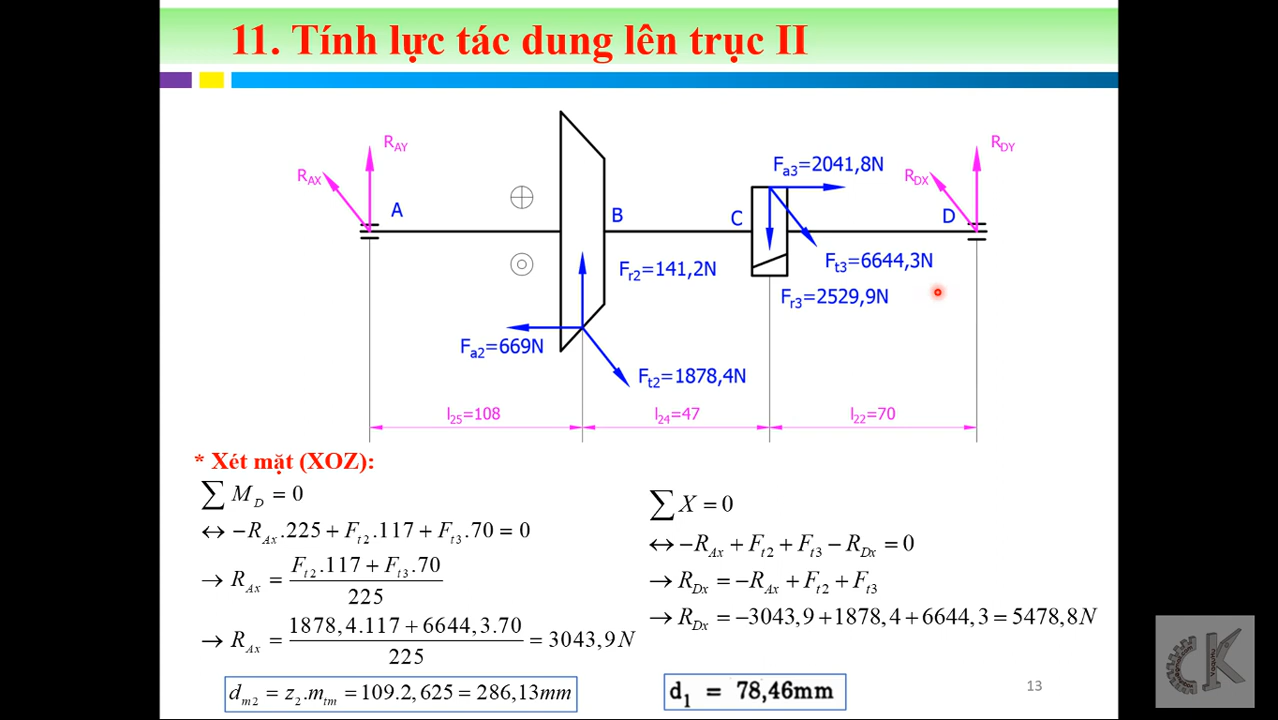 11. Tính lực tác dung lên trục II
R_AY
R_AX
A
B
F_r2=141,2N
F_a2=669N
F_t2=1878,4N
C
F_a3=2041,8N
F_t3=6644,3N
F_r3=2529,9N
D
R_DY
R_DX
l_25=108
l_24=47
l_22=70
* Xét mặt (XOZ):
∑ M_D = 0
↔ −R_Ax.225 + F_t2.117 + F_t3.70 = 0
→ R_Ax = (F_t2.117 + F_t3.70) / 225
→ R_Ax = (1878,4.117 + 6644,3.70) / 225 = 3043,9N
d_m2 = z_2.m_tm = 109.2,625 = 286,13mm
∑ X = 0
↔ −R_Ax + F_t2 + F_t3 − R_Dx = 0
→ R_Dx = −R_Ax + F_t2 + F_t3
→ R_Dx = −3043,9 + 1878,4 + 6644,3 = 5478,8N
d_1 = 78,46mm
13